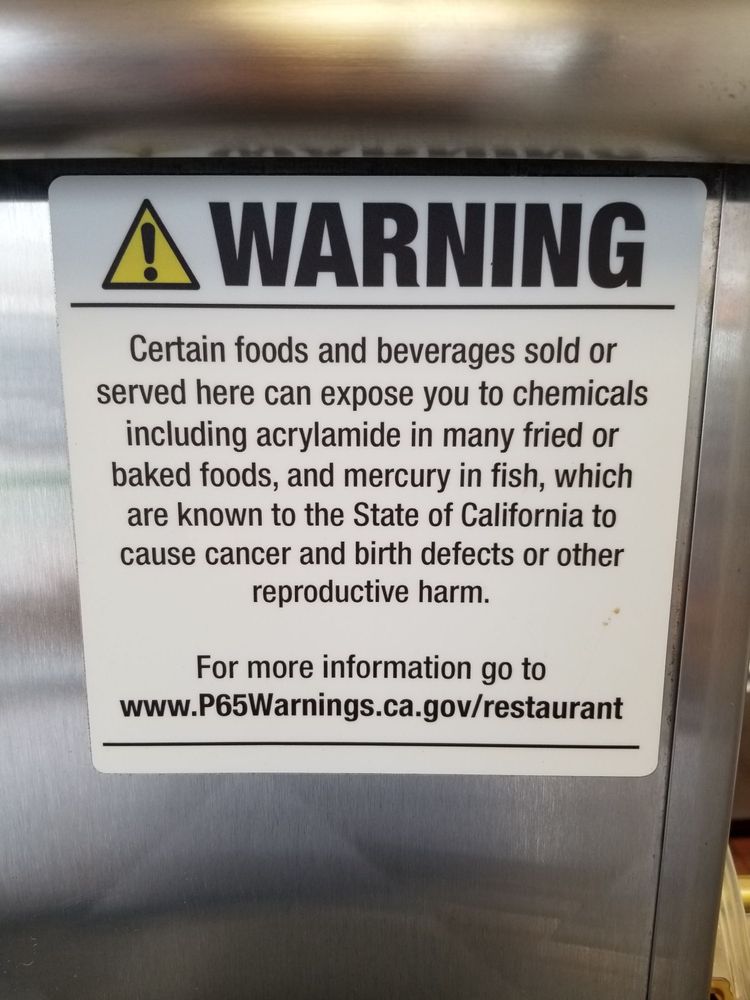 WARNING
Certain foods and beverages sold or
served here can expose you to chemicals
including acrylamide in many fried or
baked foods, and mercury in fish, which
are known to the State of California to
cause cancer and birth defects or other
reproductive harm.
For more information go to
www.P65Warnings.ca.gov/restaurant